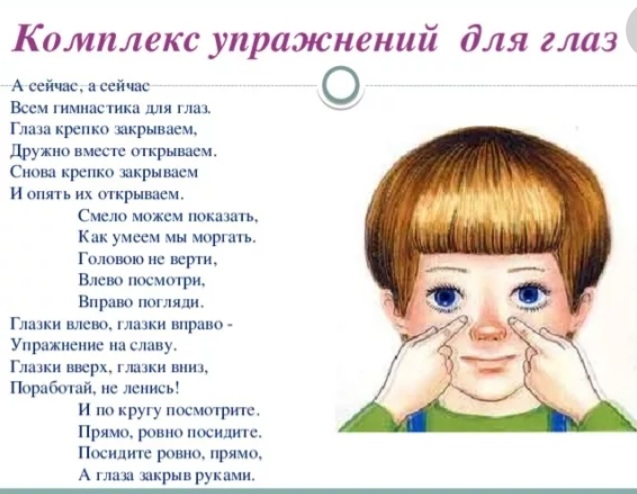 Комплекс упражнений для глаз
А сейчас, а сейчас
Всем гимнастика для глаз.
Глаза крепко закрываем,
Дружно вместе открываем.
Снова крепко закрываем
И опять их открываем.
Смело можем показать,
Как умеем мы моргать.
Головою не верти,
Влево посмотри,
Вправо погляди.
Глазки влево, глазки вправо -
Упражнение на славу.
Глазки вверх, глазки вниз,
Поработай, не ленись!
И по кругу посмотрите.
Прямо, ровно посидите.
Посидите ровно, прямо,
А глаза закрыв руками.